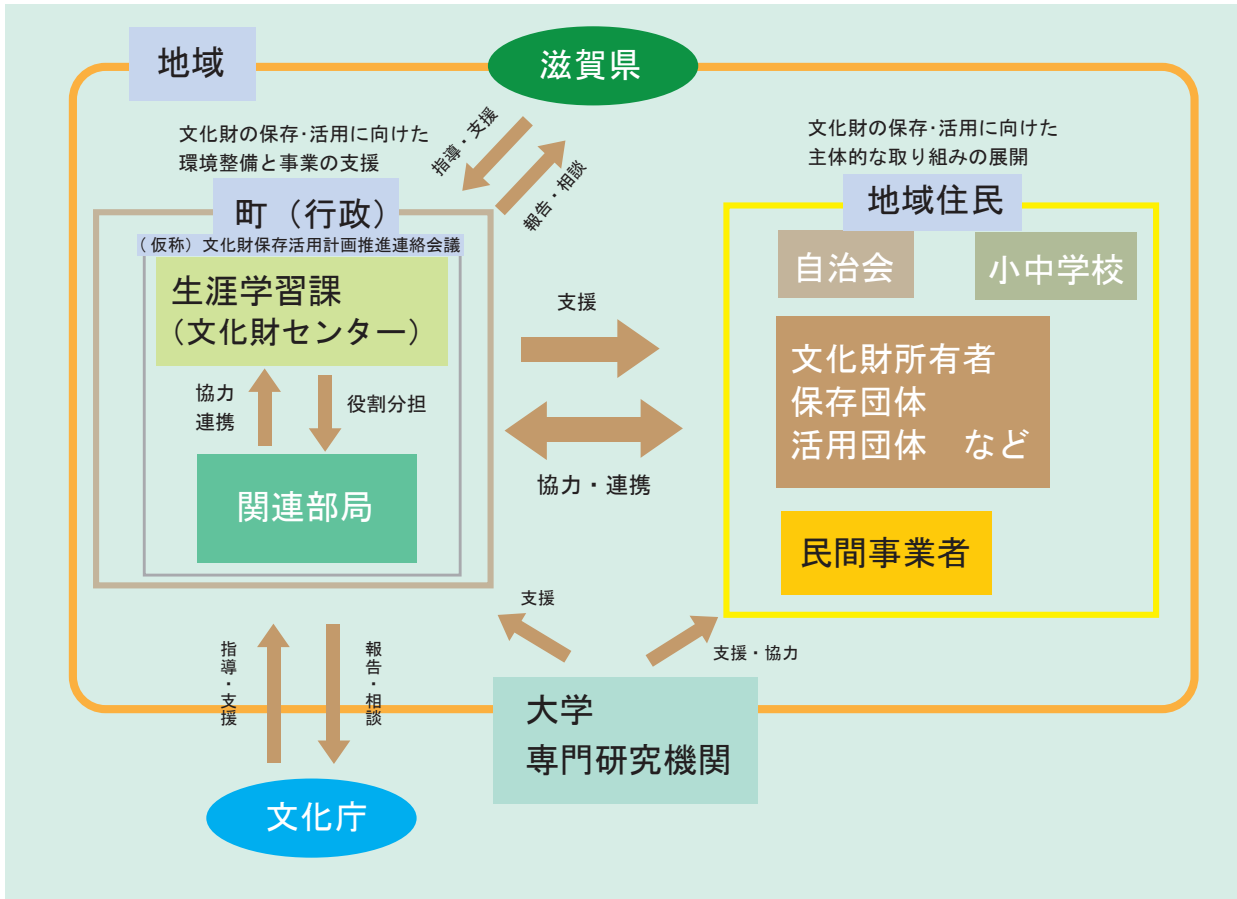 地域
滋賀県
文化財の保存・活用に向けた
環境整備と事業の支援
指導・支援
報告・相談
文化財の保存・活用に向けた
主体的な取り組みの展開
町（行政）
（仮称）文化財保存活用計画推進連絡会議
生涯学習課
（文化財センター）
協力
連携
役割分担
関連部局
支援
協力・連携
地域住民
自治会
小中学校
文化財所有者
保存団体
活用団体　など
民間事業者
支援
支援・協力
指導・支援
報告・相談
大学
専門研究機関
文化庁